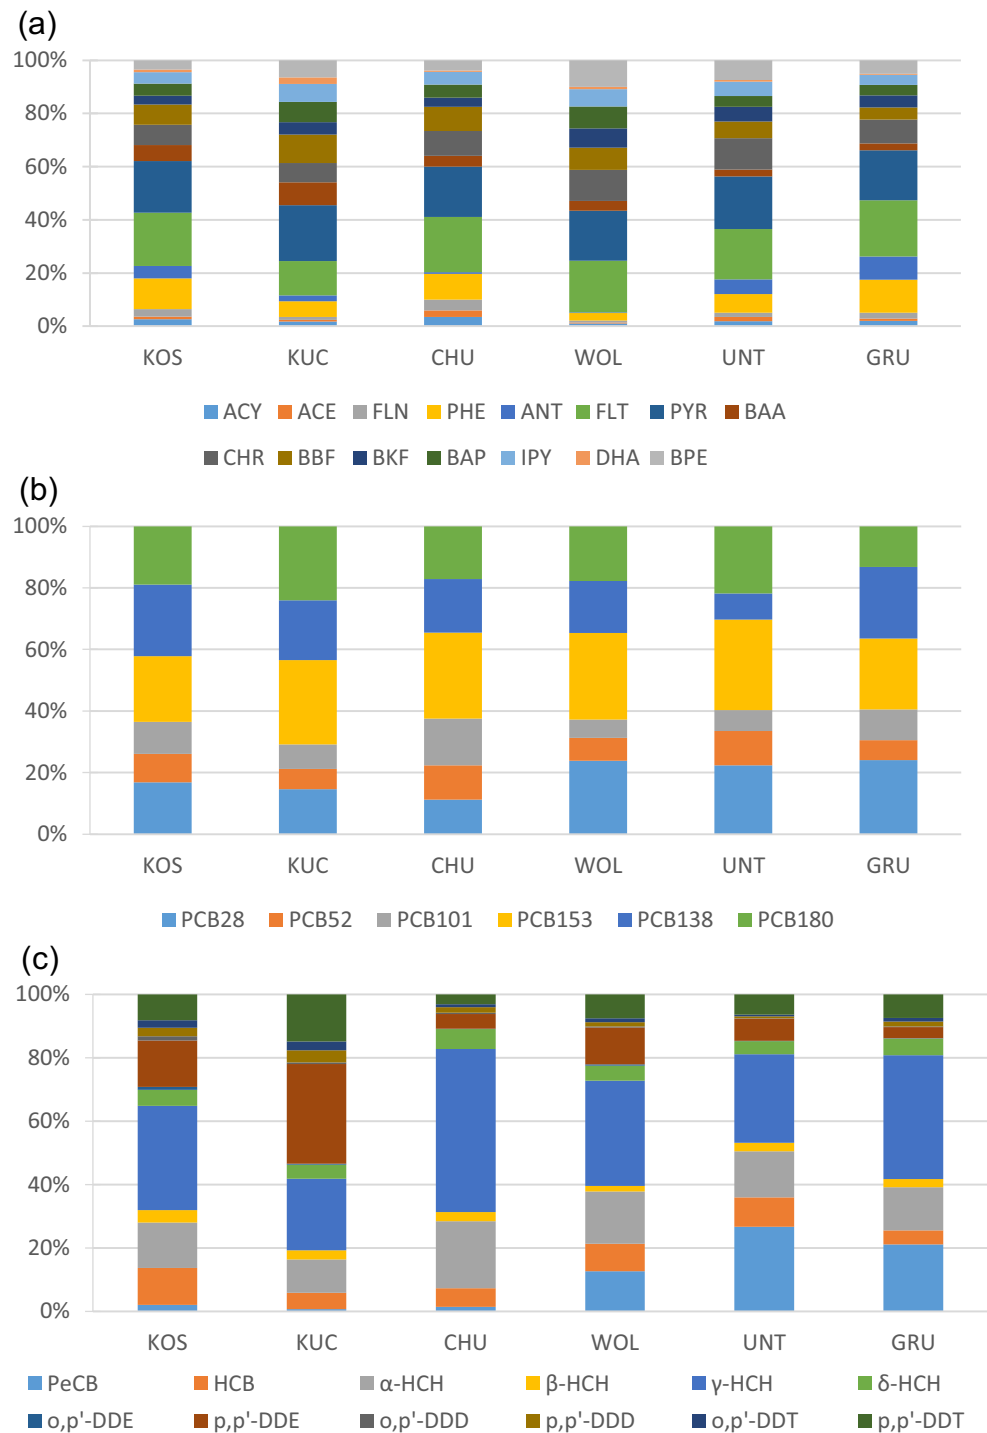 (a)
100%
80%
60%
40%
20%
0%
KOS KUC CHU WOL UNT GRU
ACY ACE FLN PHE ANT FLT PYR BAA
CHR BBF BKF BAP IPY DHA BPE
(b)
100%
80%
60%
40%
20%
0%
KOS KUC CHU WOL UNT GRU
PCB28 PCB52 PCB101 PCB153 PCB138 PCB180
(c)
100%
80%
60%
40%
20%
0%
KOS KUC CHU WOL UNT GRU
PeCB HCB α-HCH β-HCH γ-HCH δ-HCH
o,p'-DDE p,p'-DDE o,p'-DDD p,p'-DDD o,p'-DDT p,p'-DDT